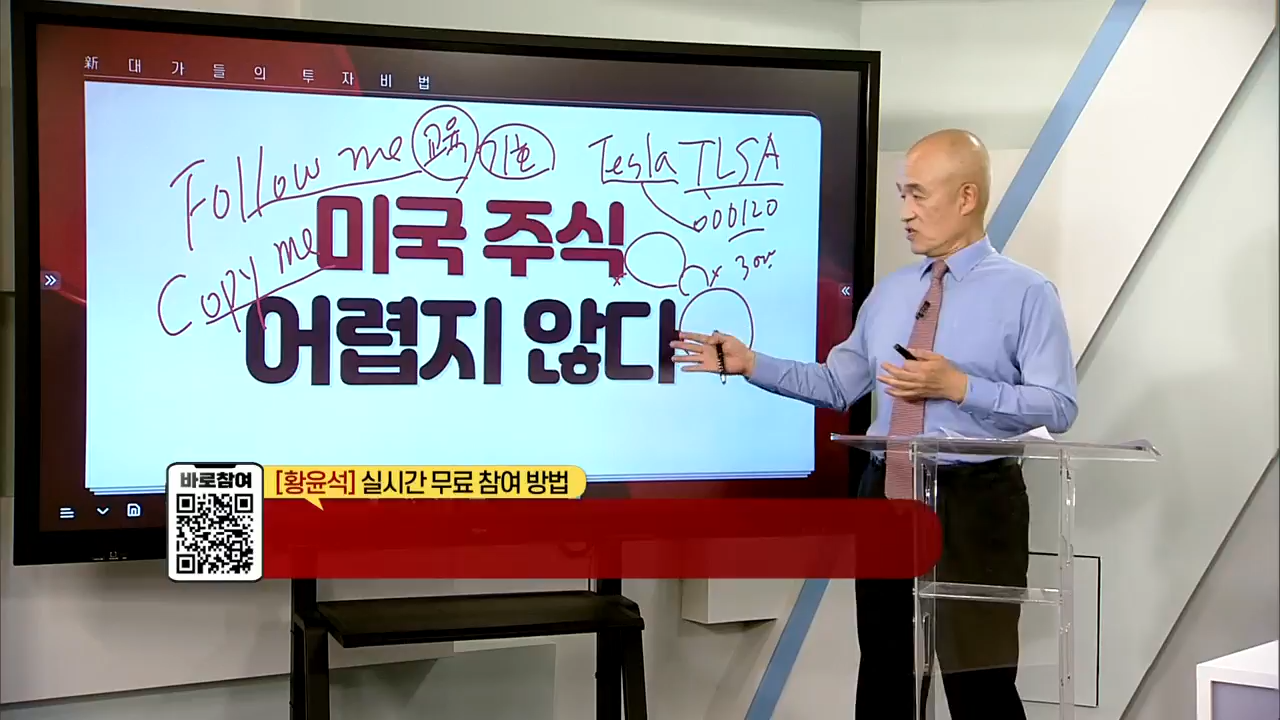 新 대가들의 투자비법
Follow me 교육 기호 Tesla TLSA
000120
Copy me 미국 주식
× 300
어렵지 않다
바로참여 [황윤석] 실시간 무료 참여 방법